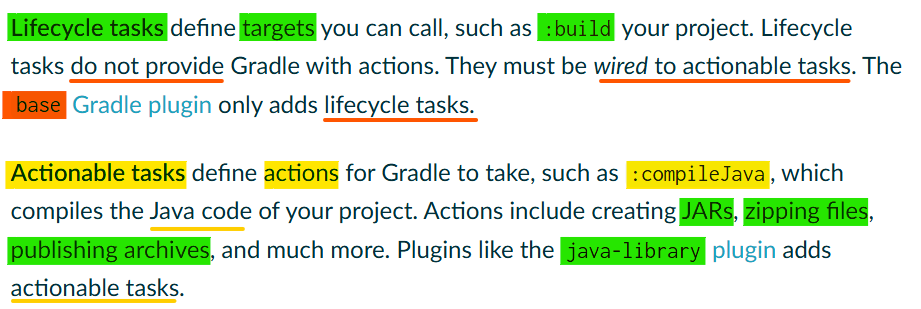 Lifecycle tasks define targets you can call, such as :build your project. Lifecycle
tasks do not provide Gradle with actions. They must be wired to actionable tasks. The
base Gradle plugin only adds lifecycle tasks.
Actionable tasks define actions for Gradle to take, such as :compileJava, which
compiles the Java code of your project. Actions include creating JARs, zipping files,
publishing archives, and much more. Plugins like the java-library plugin adds
actionable tasks.